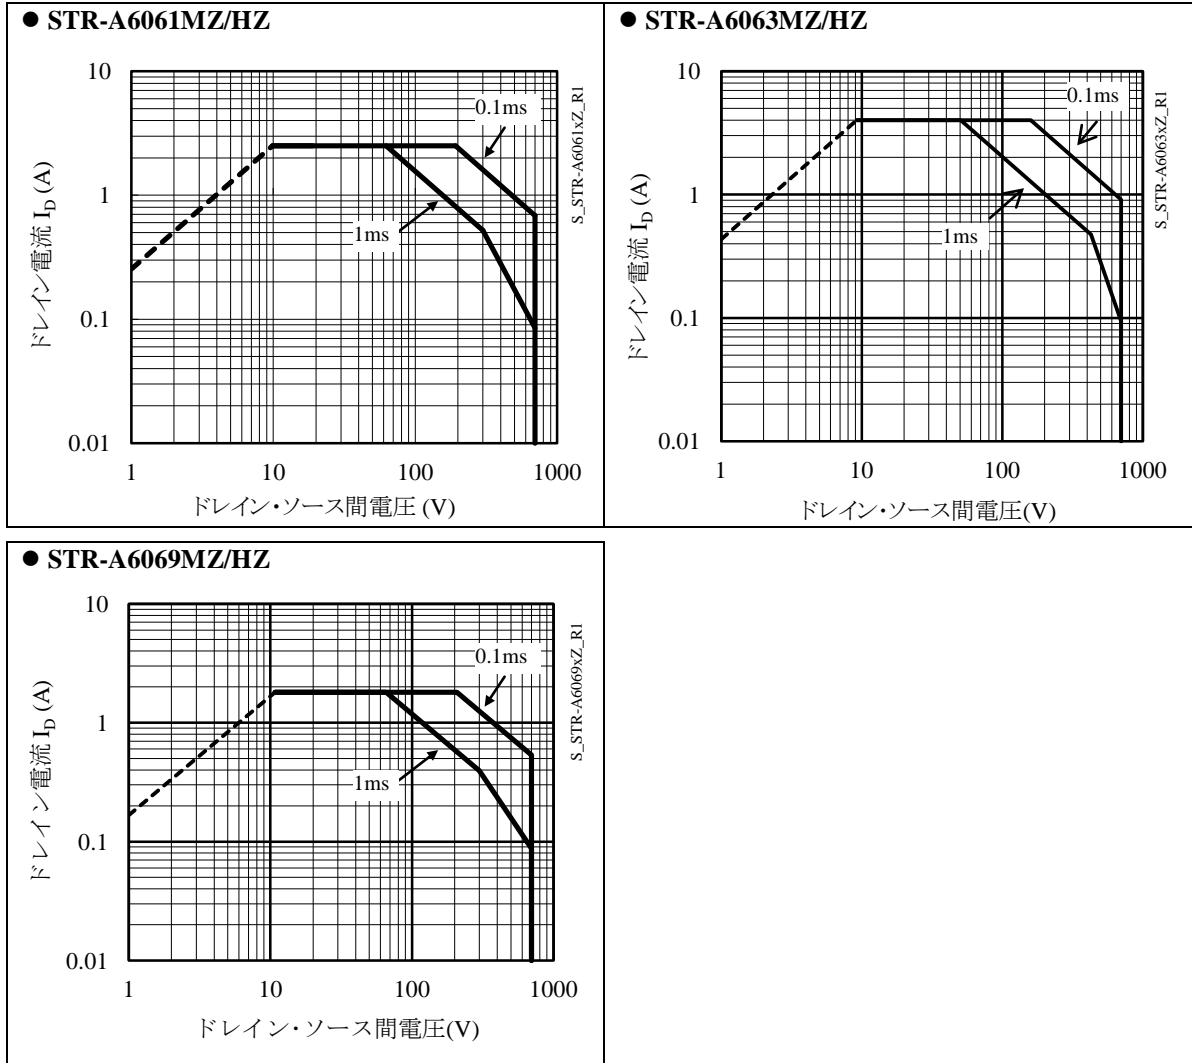 ● STR-A6061MZ/HZ
10
1
0.1
0.01
1 10 100 1000
ドレイン電流 I_D (A)
ドレイン・ソース間電圧 (V)
0.1ms
1ms
S_STR-A6061xZ_R1
● STR-A6063MZ/HZ
10
1
0.1
0.01
1 10 100 1000
ドレイン電流 I_D (A)
ドレイン・ソース間電圧(V)
0.1ms
1ms
S_STR-A6063xZ_R1
● STR-A6069MZ/HZ
10
1
0.1
0.01
1 10 100 1000
ドレイン電流 I_D (A)
ドレイン・ソース間電圧(V)
0.1ms
1ms
S_STR-A6069xZ_R1